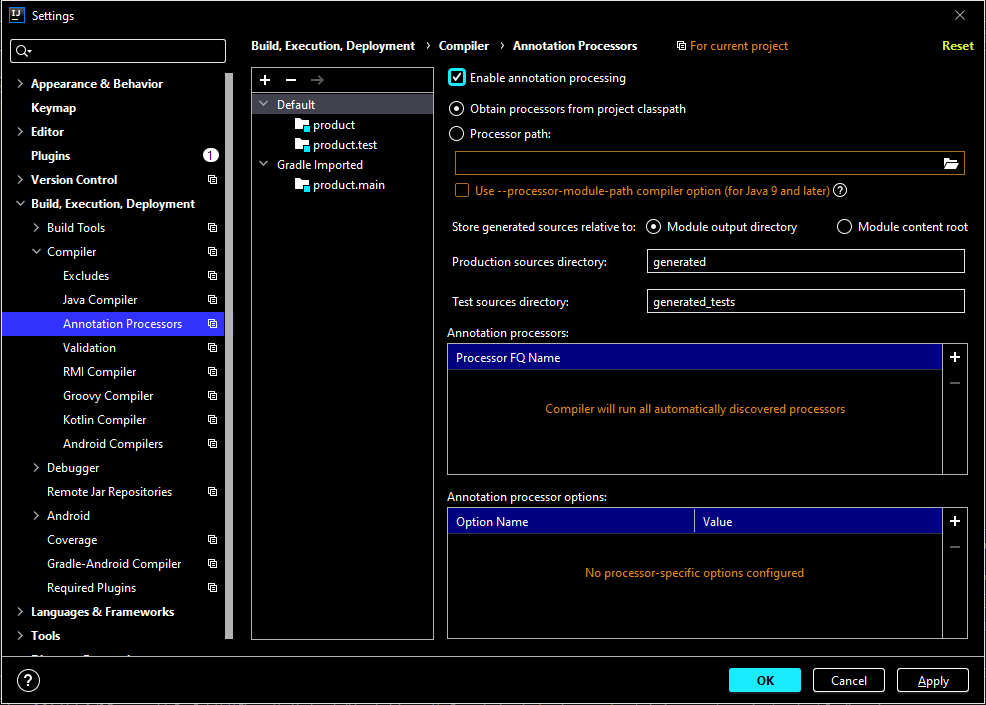 Settings
Build, Execution, Deployment › Compiler › Annotation Processors For current project Reset
Appearance & Behavior
Keymap
Editor
Plugins 1
Version Control
Build, Execution, Deployment
Build Tools
Compiler
Excludes
Java Compiler
Annotation Processors
Validation
RMI Compiler
Groovy Compiler
Kotlin Compiler
Android Compilers
Debugger
Remote Jar Repositories
Android
Coverage
Gradle-Android Compiler
Required Plugins
Languages & Frameworks
Tools
Default
product
product.test
Gradle Imported
product.main
Enable annotation processing
Obtain processors from project classpath
Processor path:
Use --processor-module-path compiler option (for Java 9 and later) ?
Store generated sources relative to: Module output directory Module content root
Production sources directory: generated
Test sources directory: generated_tests
Annotation processors:
Processor FQ Name
Compiler will run all automatically discovered processors
Annotation processor options:
Option Name Value
No processor-specific options configured
? OK Cancel Apply